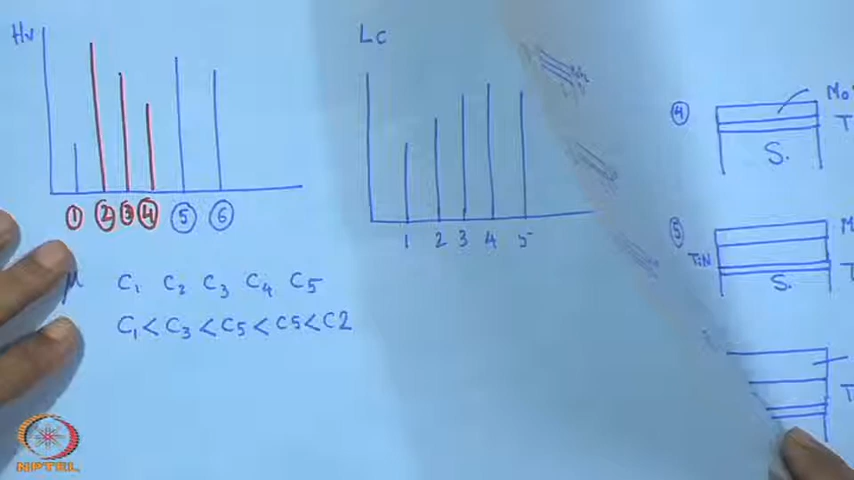 Hv
① ② ③ ④ ⑤ ⑥
Lc
1 2 3 4 5
μ C1 C2 C3 C4 C5
C1 < C3 < C5 < C5 < C2
④
S.
⑤
TiN
S.
NPTEL